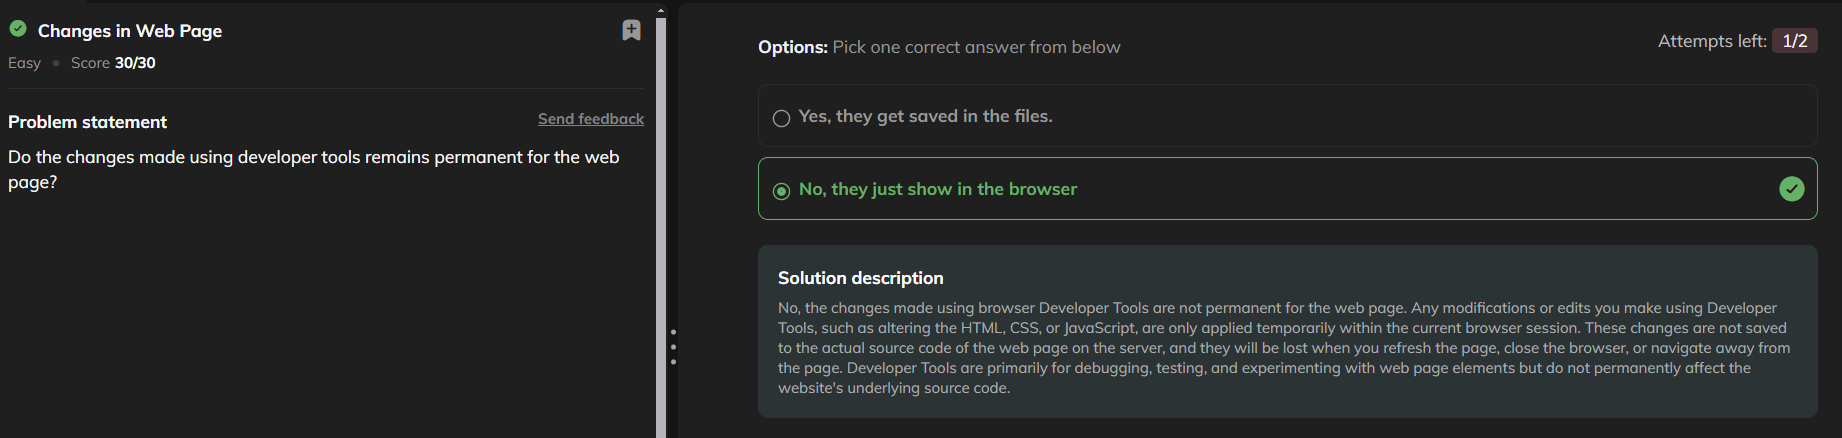 Changes in Web Page
Easy • Score 30/30
Problem statement
Send feedback
Do the changes made using developer tools remains permanent for the web
page?
Options: Pick one correct answer from below
Attempts left: 1/2
Yes, they get saved in the files.
No, they just show in the browser
Solution description
No, the changes made using browser Developer Tools are not permanent for the web page. Any modifications or edits you make using Developer
Tools, such as altering the HTML, CSS, or JavaScript, are only applied temporarily within the current browser session. These changes are not saved
to the actual source code of the web page on the server, and they will be lost when you refresh the page, close the browser, or navigate away from
the page. Developer Tools are primarily for debugging, testing, and experimenting with web page elements but do not permanently affect the
website's underlying source code.